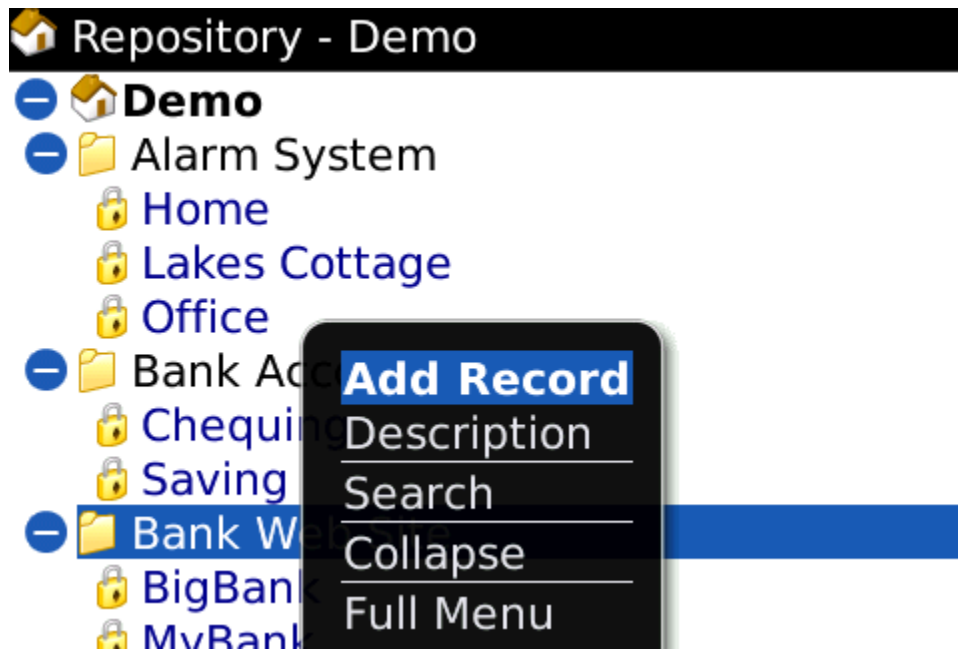 Repository - Demo
Demo
Alarm System
Home
Lakes Cottage
Office
Bank
Chequing
Saving
Bank Web Site
BigBank
MyBank
Add Record
Description
Search
Collapse
Full Menu